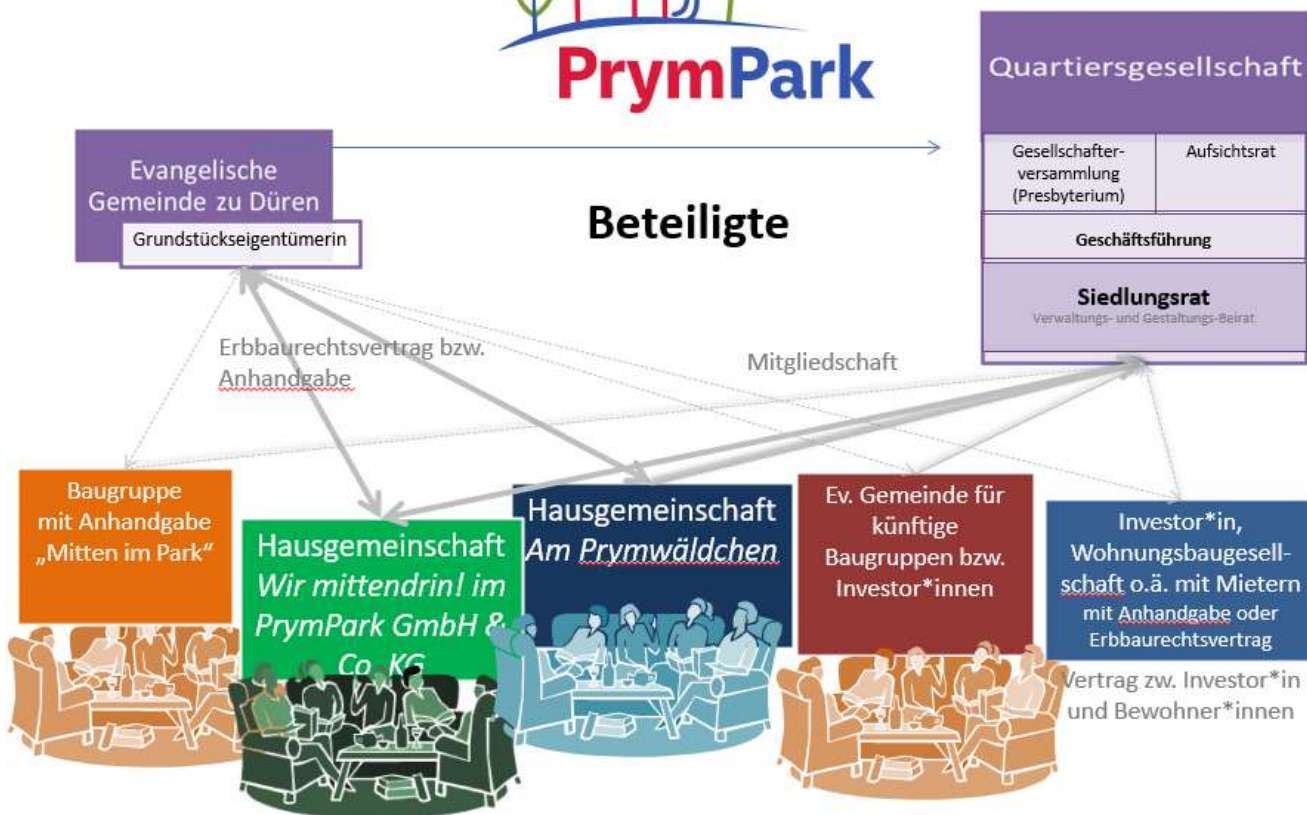 PrymPark
Quartiersgesellschaft
Gesellschafter-
versammlung
(Presbyterium)
Aufsichtsrat
Geschäftsführung
Siedlungsrat
Verwaltungs- und Gestaltungs-Beirat
Evangelische
Gemeinde zu Düren
Grundstückseigentümerin
Beteiligte
Erbbaurechtsvertrag bzw.
Anhandgabe
Mitgliedschaft
Baugruppe
mit Anhandgabe
„Mitten im Park“
Hausgemeinschaft
Wir mittendrin! im
PrymPark GmbH &
Co. KG
Hausgemeinschaft
Am Prymwäldchen
Ev. Gemeinde für
künftige
Baugruppen bzw.
Investor*innen
Investor*in,
Wohnungsbaugesell-
schaft o.ä. mit Mietern
mit Anhandgabe oder
Erbbaurechtsvertrag
Vertrag zw. Investor*in
und Bewohner*innen